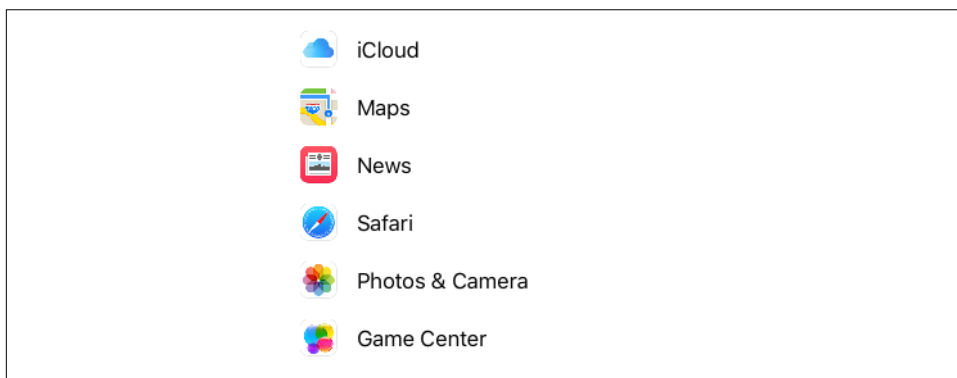 iCloud
Maps
News
Safari
Photos & Camera
Game Center